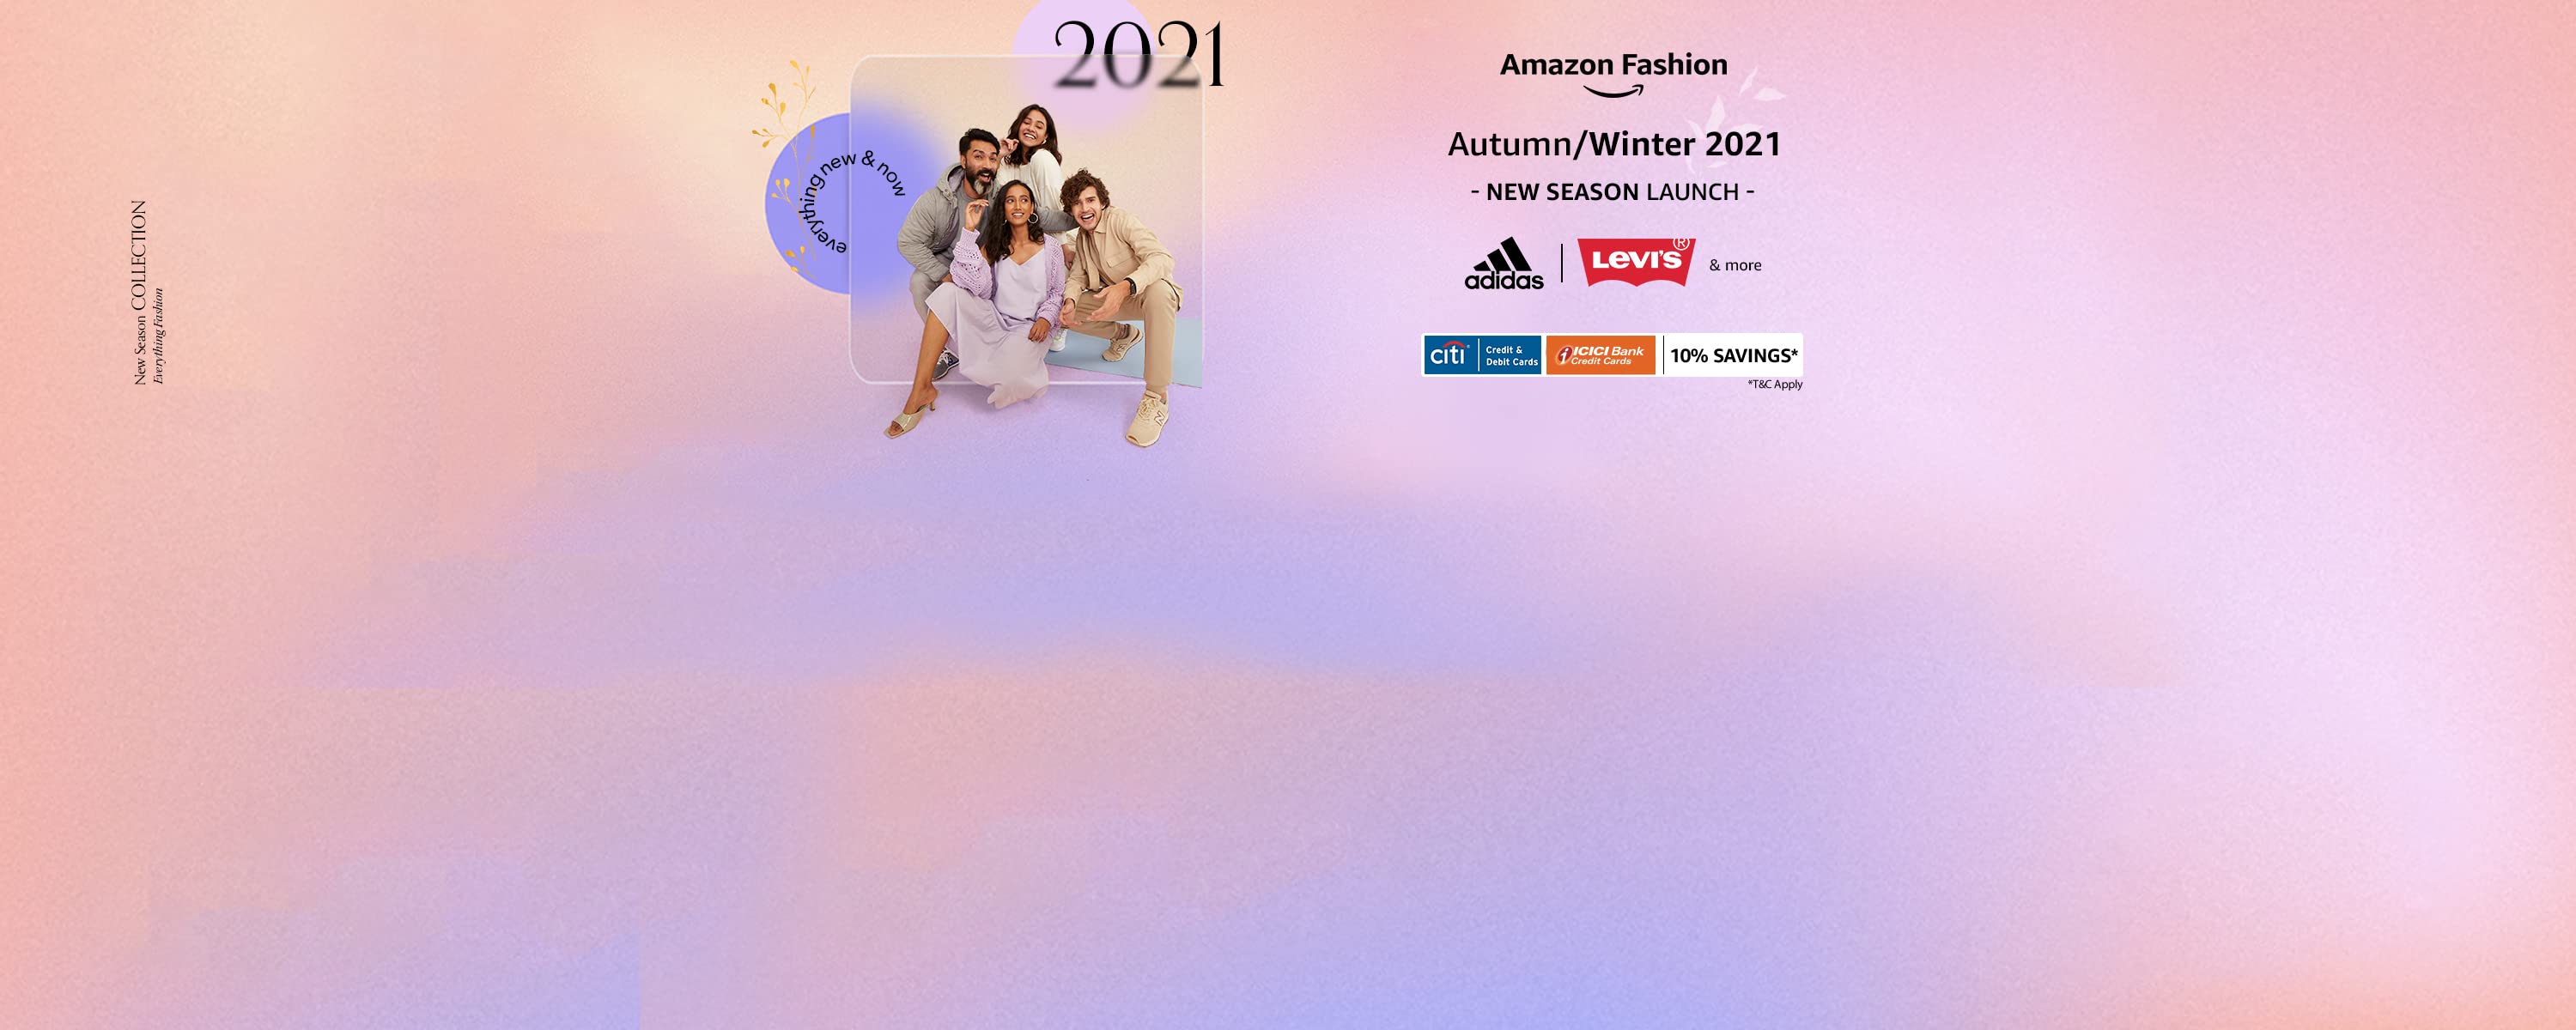 2021
everything new & now
New Season COLLECTION
Everything Fashion
Amazon Fashion
Autumn/Winter 2021
- NEW SEASON LAUNCH -
adidas
LEVI'S®
& more
citi
Credit &
Debit Cards
ICICI Bank
Credit Cards
10% SAVINGS*
*T&C Apply